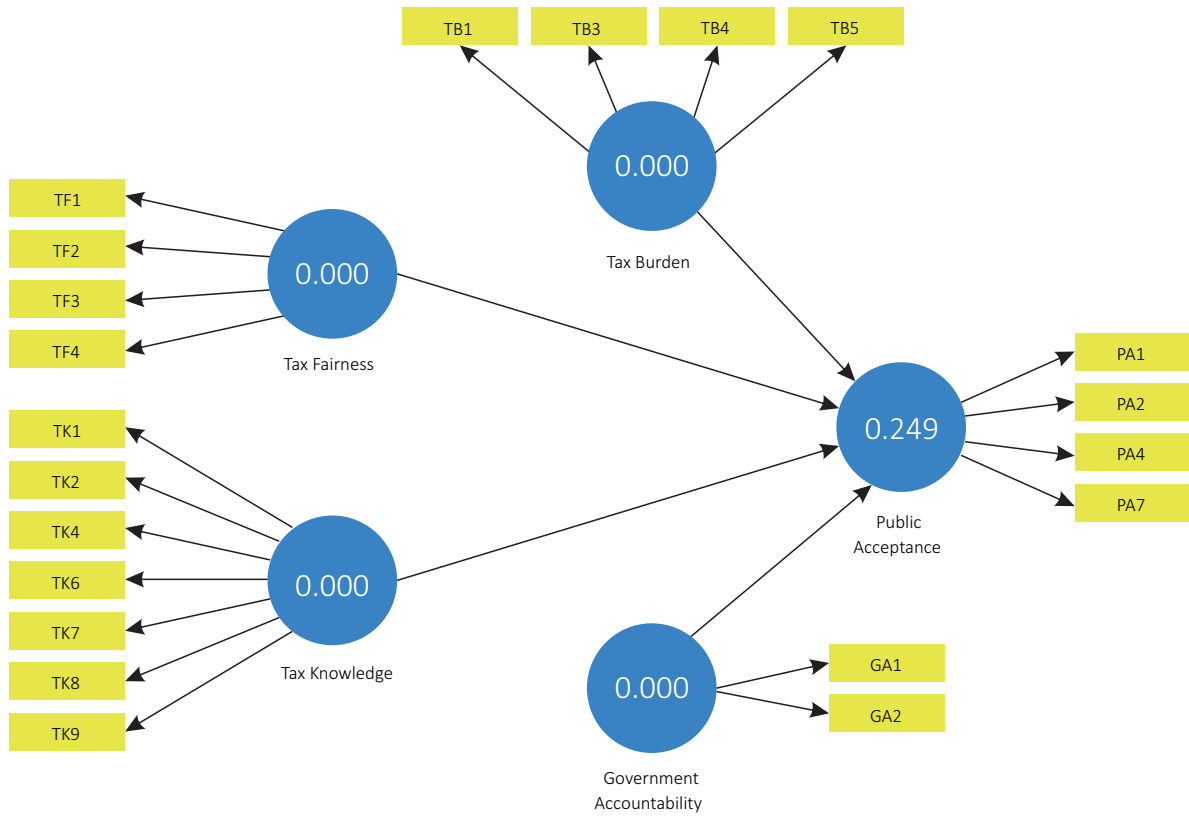 TB1
TB3
TB4
TB5
0.000
Tax Burden
TF1
TF2
TF3
TF4
0.000
Tax Fairness
TK1
TK2
TK4
TK6
TK7
TK8
TK9
0.000
Tax Knowledge
0.249
Public
Acceptance
PA1
PA2
PA4
PA7
0.000
Government
Accountability
GA1
GA2